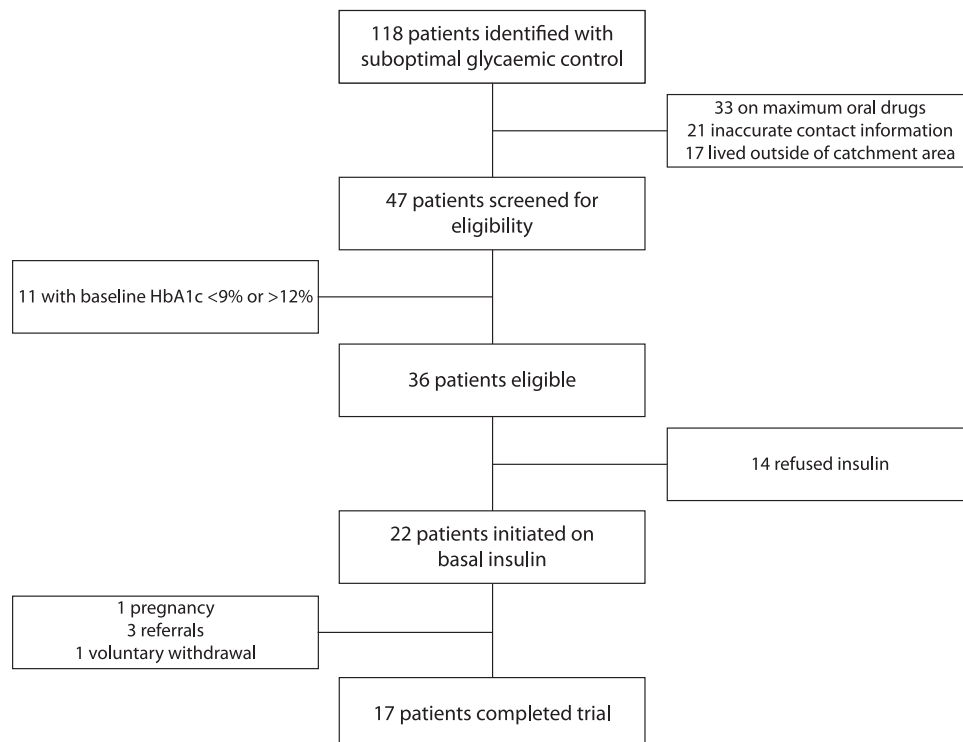 118 patients identified with
suboptimal glycaemic control
33 on maximum oral drugs
21 inaccurate contact information
17 lived outside of catchment area
47 patients screened for
eligibility
11 with baseline HbA1c <9% or >12%
36 patients eligible
14 refused insulin
22 patients initiated on
basal insulin
1 pregnancy
3 referrals
1 voluntary withdrawal
17 patients completed trial